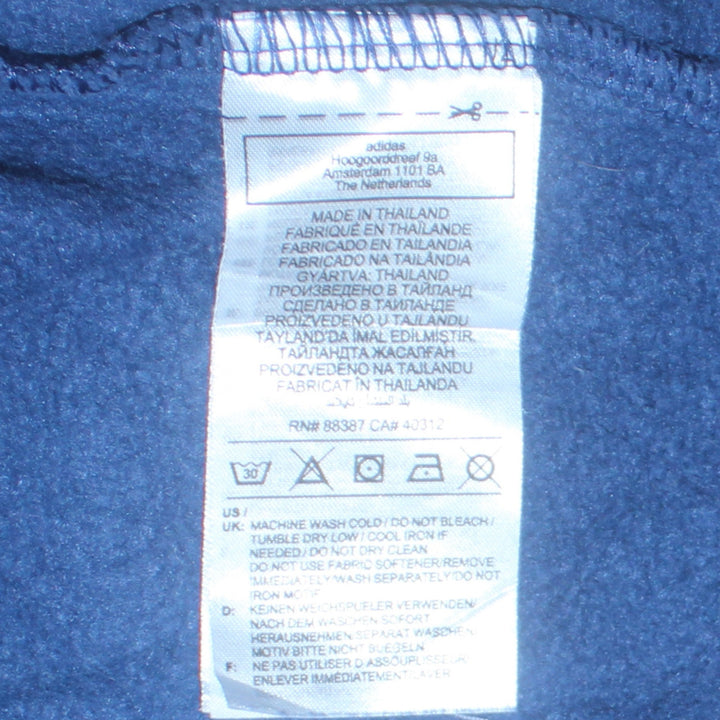 adidas
Hoogoorddreef 9a
Amsterdam 1101 BA
The Netherlands
MADE IN THAILAND
FABRIQUÉ EN THAÏLANDE
FABRICADO EN TAILANDIA
FABRICADO NA TAILÂNDIA
GYÁRTVA: THAILAND
ПРОИЗВЕДЕНО В ТАЙЛАНД
СДЕЛАНО В ТАИЛАНДЕ
PROIZVEDENO U TAJLANDU
TAYLAND'DA İMAL EDİLMİŞTİR.
ТАЙЛАНДТА ЖАСАЛҒАН
PROIZVEDENO NA TAJLANDU
FABRICAT ÎN THAILANDA
بلد المنشأ : تايلاند
RN# 88387 CA# 40312
30
US /
UK: MACHINE WASH COLD / DO NOT BLEACH /
TUMBLE DRY LOW / COOL IRON IF
NEEDED / DO NOT DRY CLEAN
DO NOT USE FABRIC SOFTENER/REMOVE
IMMEDIATELY/WASH SEPARATELY/DO NOT
IRON MOTIF
D: KEINEN WEICHSPUELER VERWENDEN/
NACH DEM WASCHEN SOFORT
HERAUSNEHMEN/SEPARAT WASCHEN/
MOTIV BITTE NICHT BUEGELN
F: NE PAS UTILISER D ASSOUPLISSEUR/
ENLEVER IMMÉDIATEMENT/LAVER